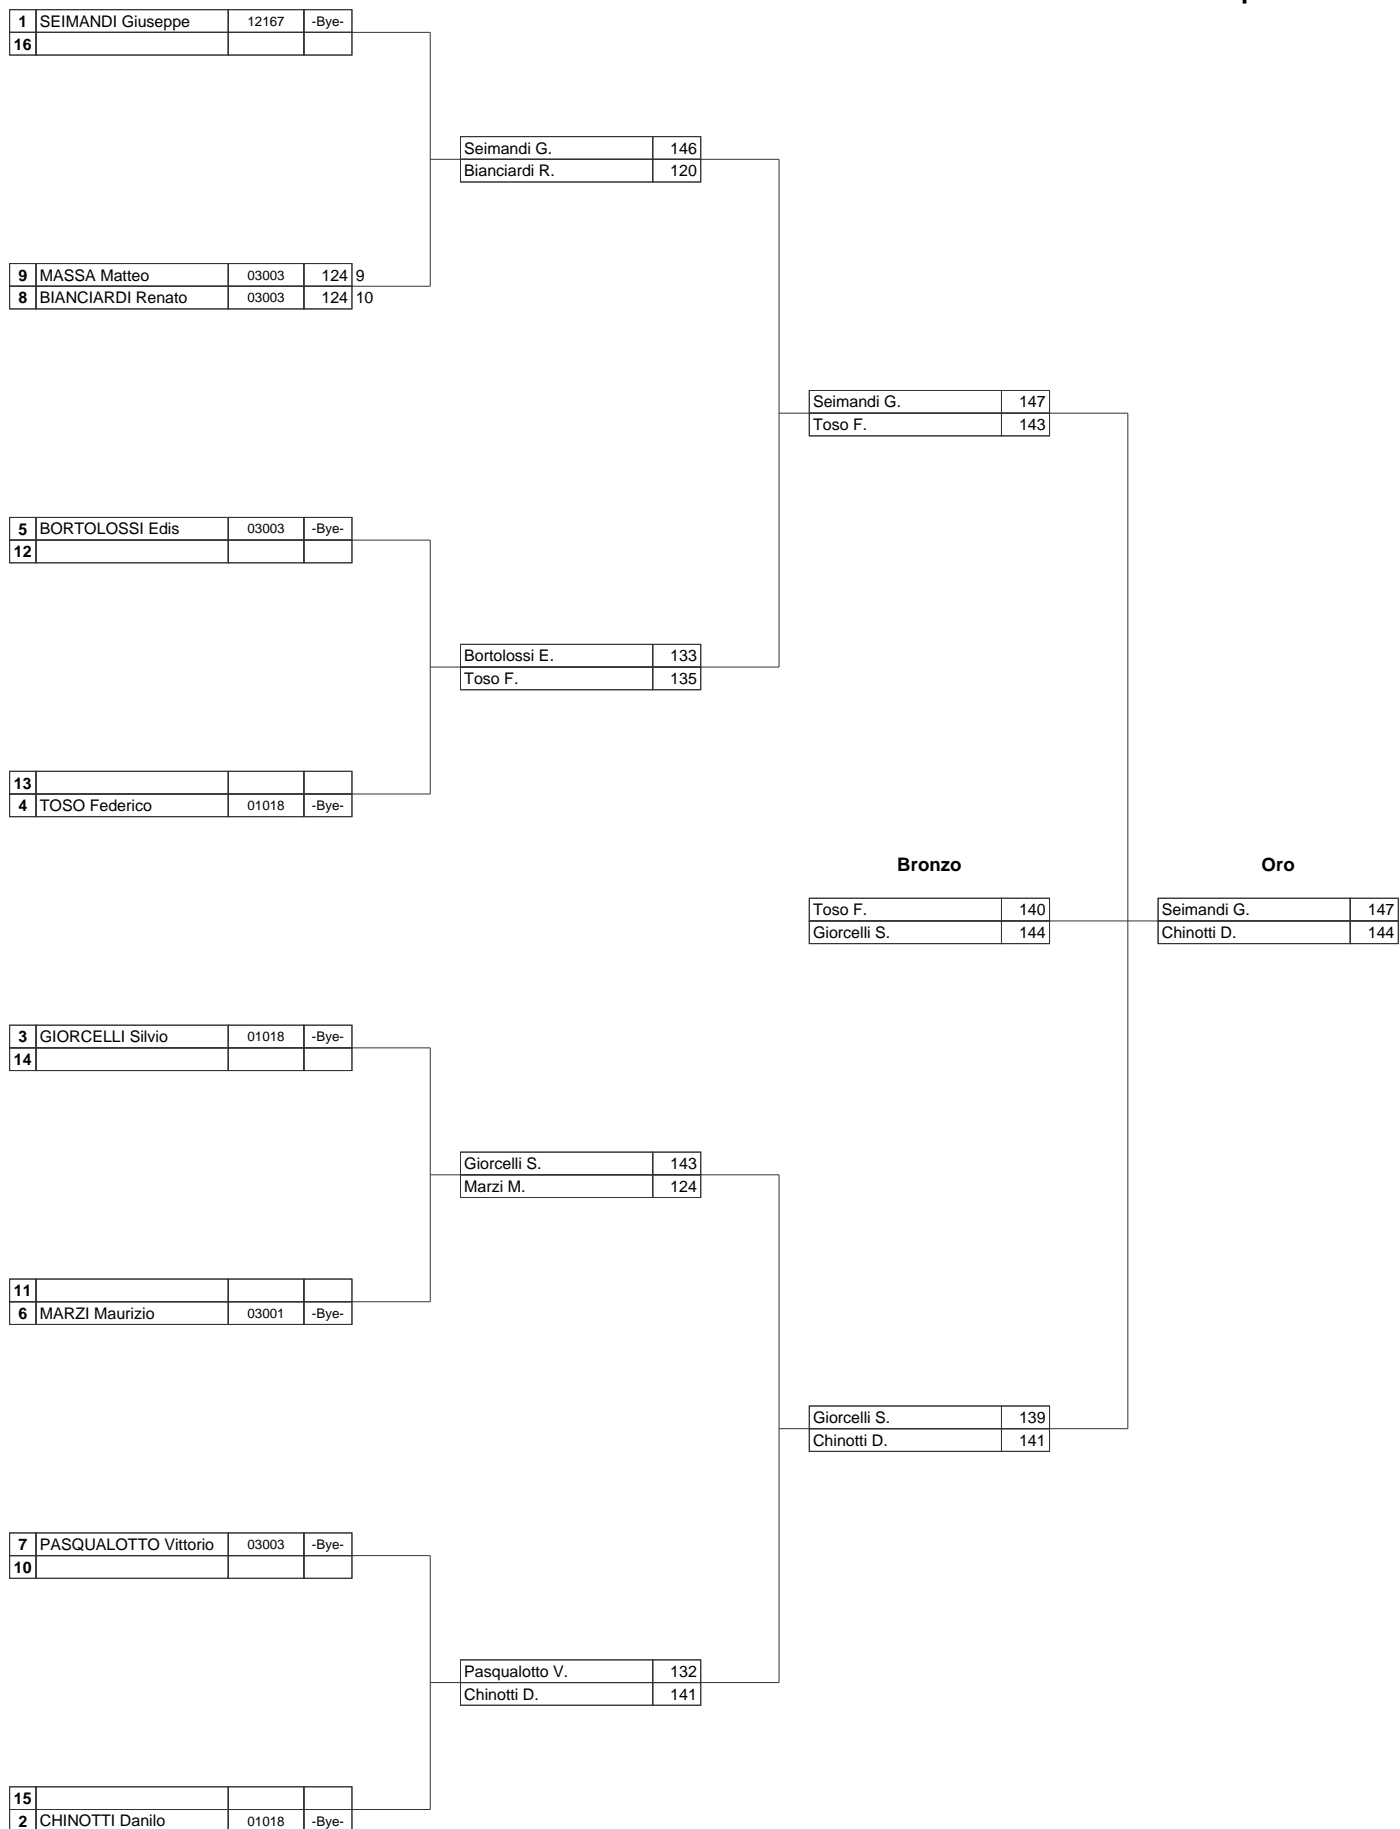 1 SEIMANDI Giuseppe 12167 -Bye-
16
Seimandi G. 146
Bianciardi R. 120
9 MASSA Matteo 03003 124 9
8 BIANCIARDI Renato 03003 124 10
Seimandi G. 147
Toso F. 143
5 BORTOLOSSI Edis 03003 -Bye-
12
Bortolossi E. 133
Toso F. 135
13
4 TOSO Federico 01018 -Bye-
Bronzo Oro
Toso F. 140 Seimandi G. 147
Giorcelli S. 144 Chinotti D. 144
3 GIORCELLI Silvio 01018 -Bye-
14
Giorcelli S. 143
Marzi M. 124
11
6 MARZI Maurizio 03001 -Bye-
Giorcelli S. 139
Chinotti D. 141
7 PASQUALOTTO Vittorio 03003 -Bye-
10
Pasqualotto V. 132
Chinotti D. 141
15
2 CHINOTTI Danilo 01018 -Bye-